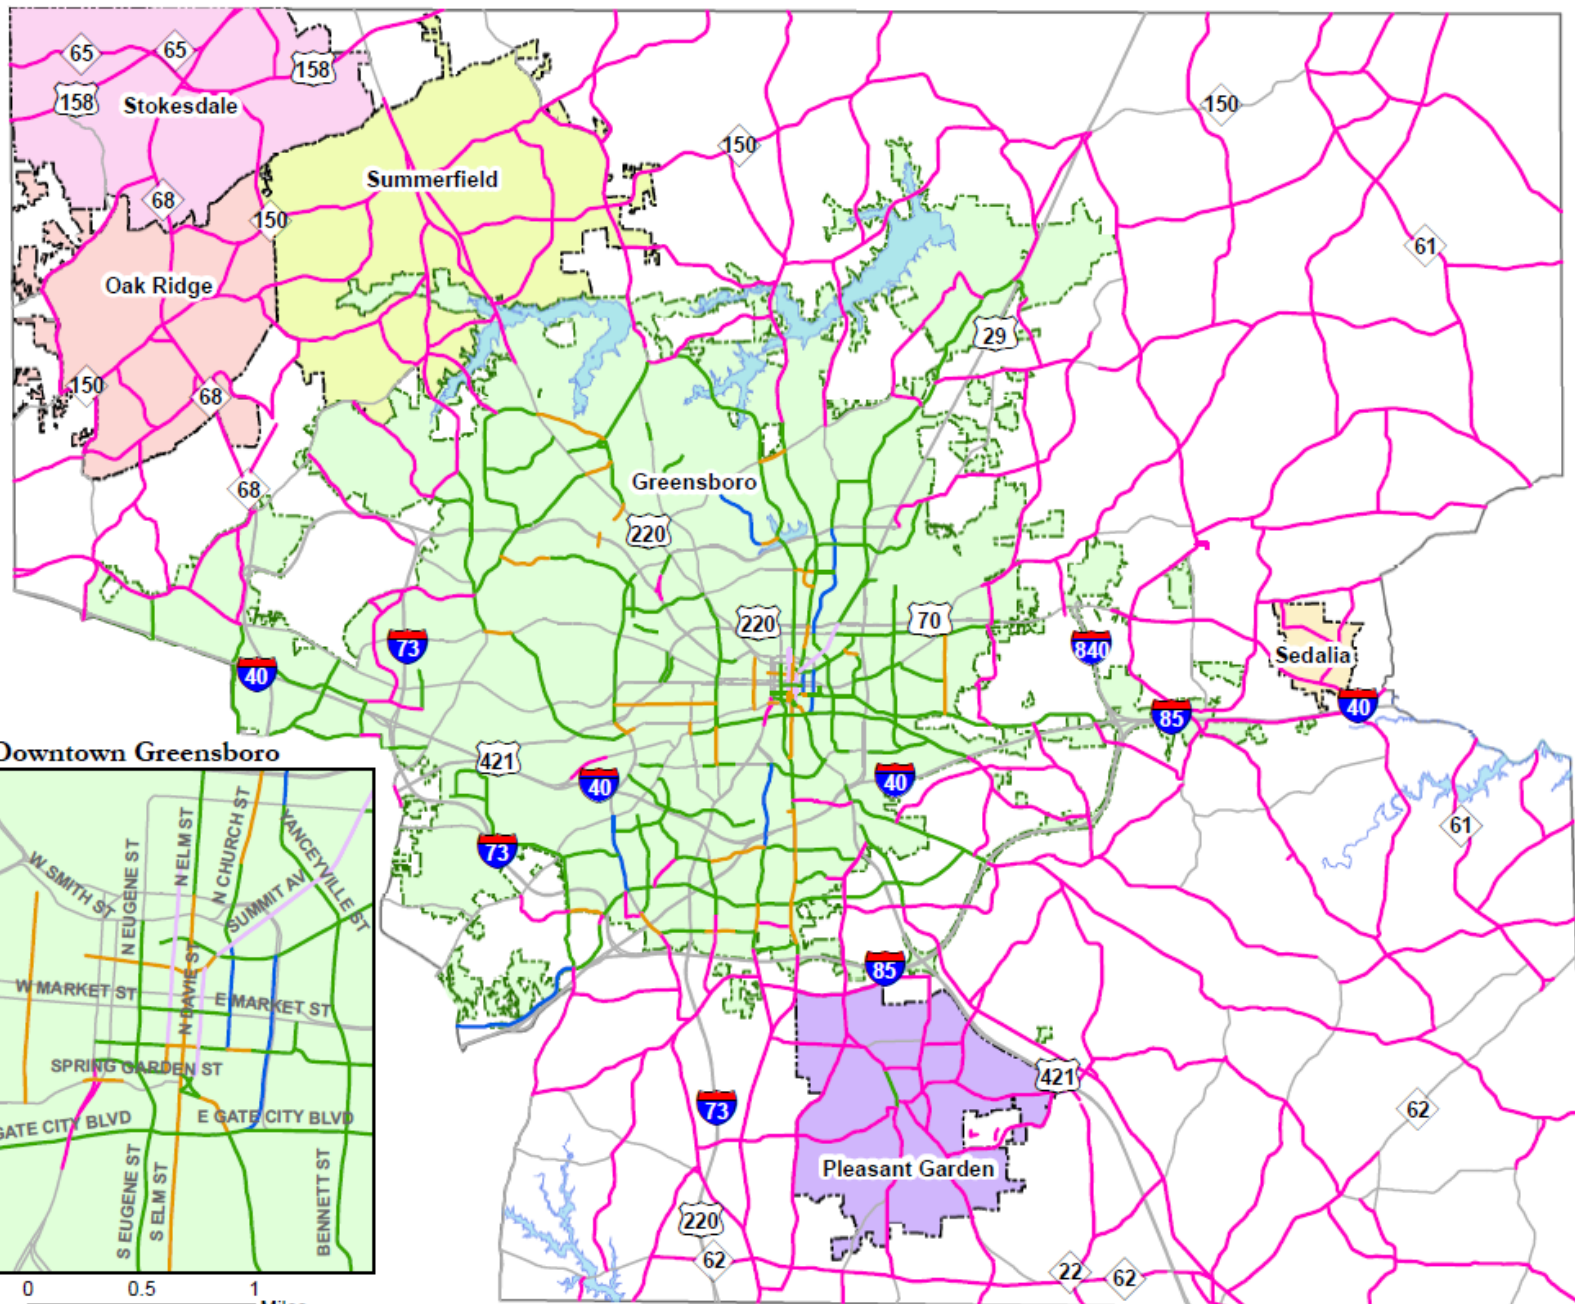 65
65
158
158
Stokesdale
150
150
Summerfield
68
150
61
Oak Ridge
29
150
68
Greensboro
68
220
220
70
73
840
Sedalia
40
40
85
421
40
40
Downtown Greensboro
61
73
N ELM ST
N CHURCH ST
YANCEYVILLE ST
W SMITH ST
N EUGENE ST
SUMMIT AV
85
W MARKET ST
N DAVIE ST
E MARKET ST
SPRING GARDEN ST
421
73
62
GATE CITY BLVD
E GATE CITY BLVD
Pleasant Garden
S EUGENE ST
S ELM ST
BENNETT ST
220
62
22
62
0 0.5 1
Miles